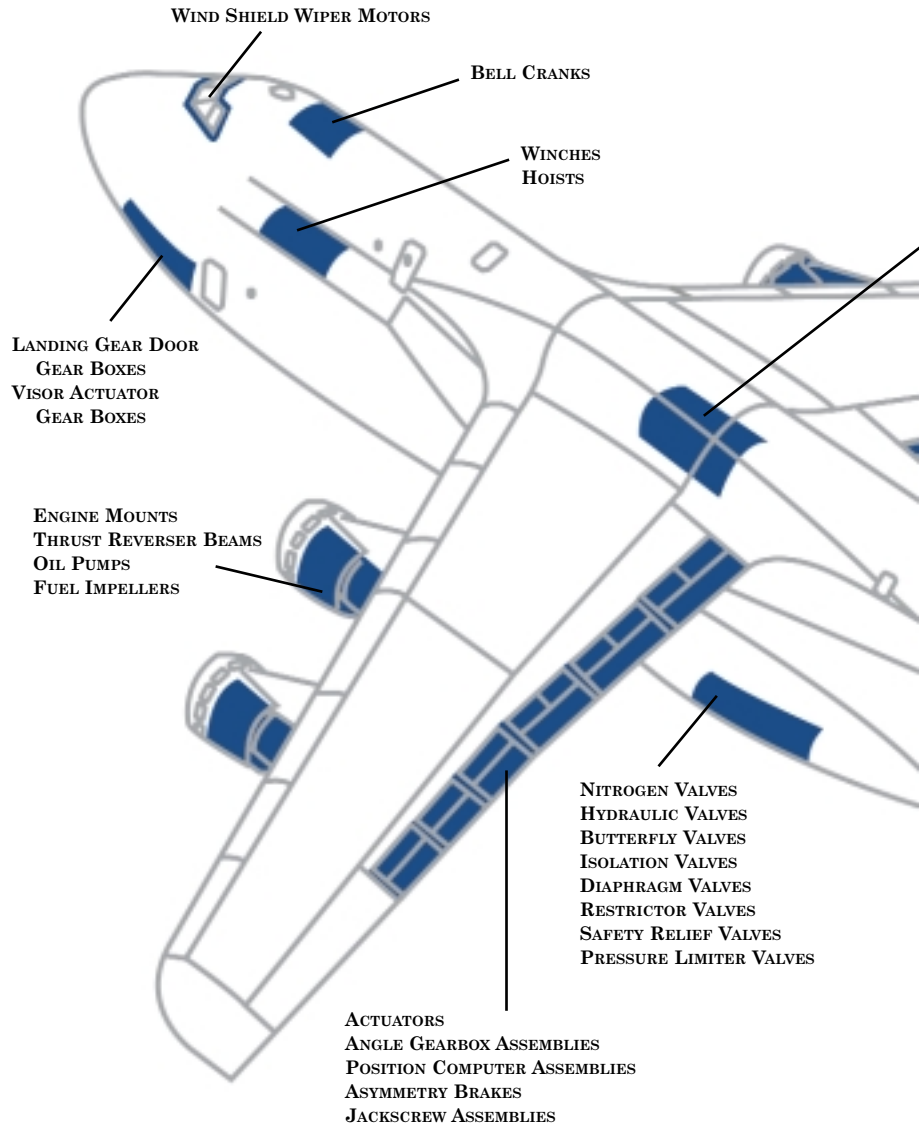 Wind Shield Wiper Motors
Bell Cranks
Winches
Hoists
Landing Gear Door
Gear Boxes
Visor Actuator
Gear Boxes
Engine Mounts
Thrust Reverser Beams
Oil Pumps
Fuel Impellers
Nitrogen Valves
Hydraulic Valves
Butterfly Valves
Isolation Valves
Diaphragm Valves
Restrictor Valves
Safety Relief Valves
Pressure Limiter Valves
Actuators
Angle Gearbox Assemblies
Position Computer Assemblies
Asymmetry Brakes
Jackscrew Assemblies